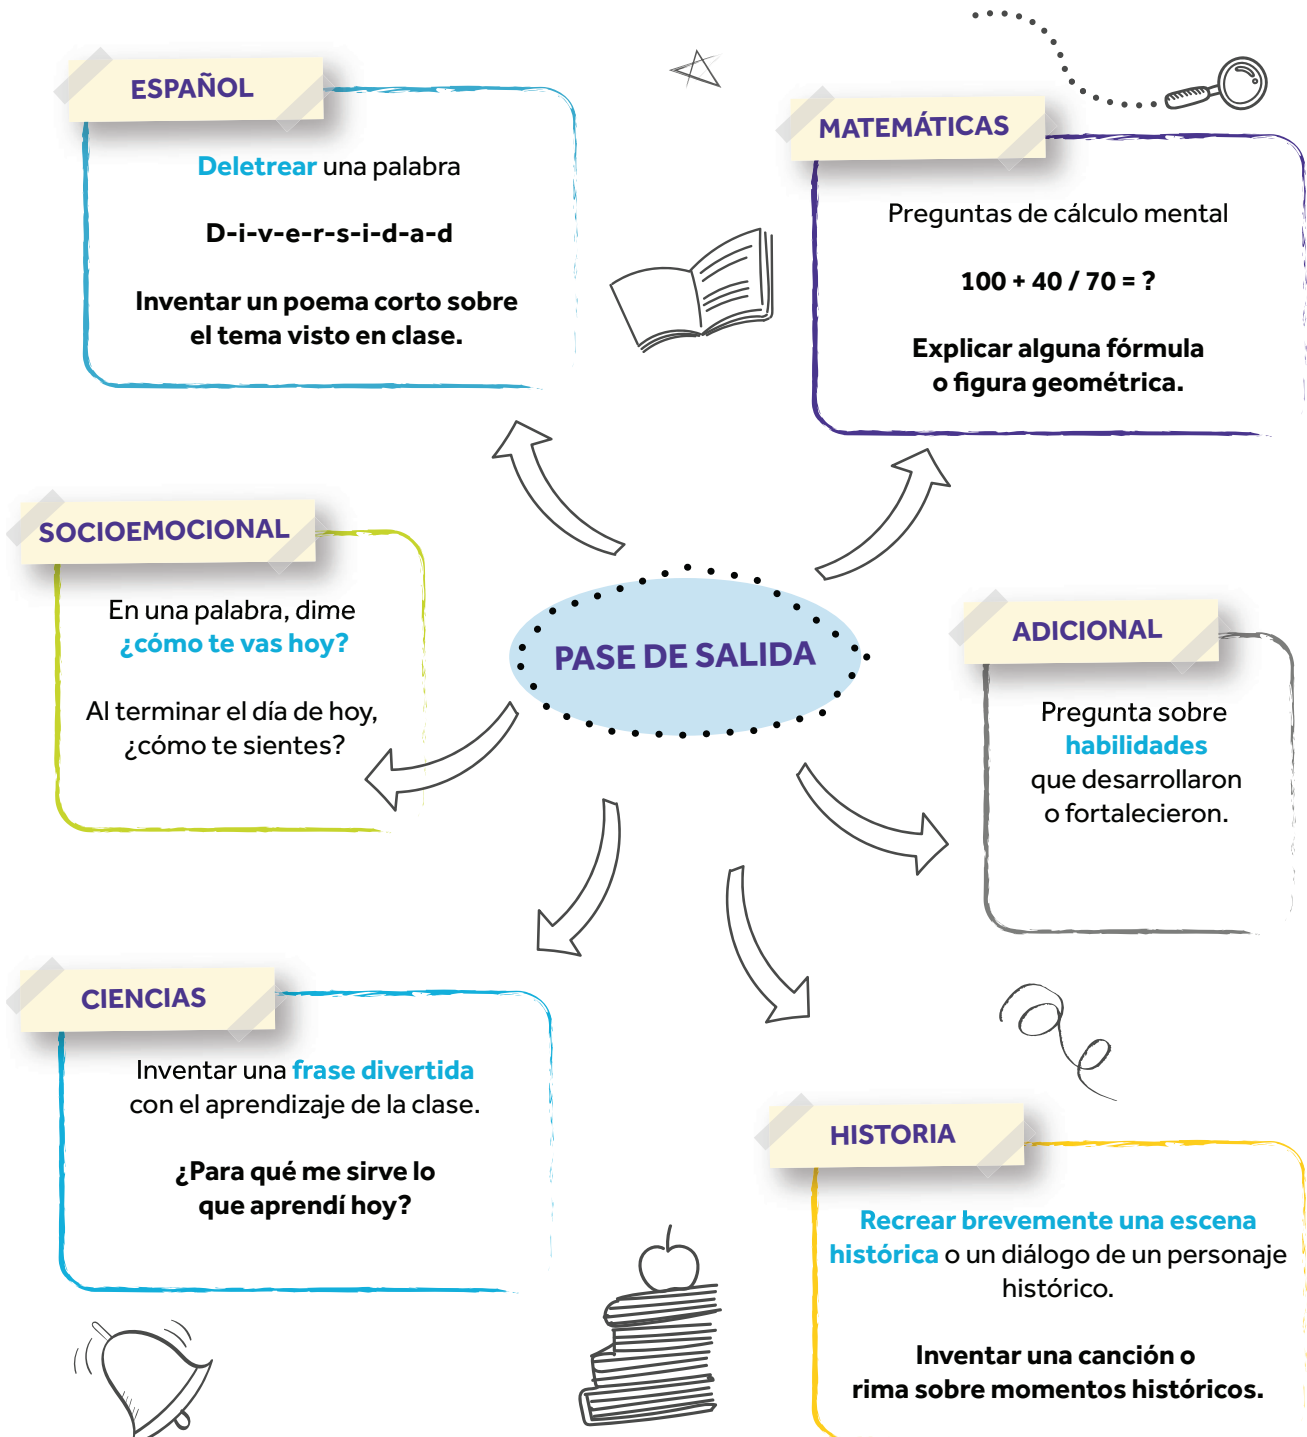 ESPAÑOL
Deletrear una palabra
D-i-v-e-r-s-i-d-a-d
Inventar un poema corto sobre
el tema visto en clase.
MATEMÁTICAS
Preguntas de cálculo mental
100 + 40 / 70 = ?
Explicar alguna fórmula
o figura geométrica.
SOCIOEMOCIONAL
En una palabra, dime
¿cómo te vas hoy?
Al terminar el día de hoy,
¿cómo te sientes?
PASE DE SALIDA
ADICIONAL
Pregunta sobre
habilidades
que desarrollaron
o fortalecieron.
CIENCIAS
Inventar una frase divertida
con el aprendizaje de la clase.
¿Para qué me sirve lo
que aprendí hoy?
HISTORIA
Recrear brevemente una escena
histórica o un diálogo de un personaje
histórico.
Inventar una canción o
rima sobre momentos históricos.